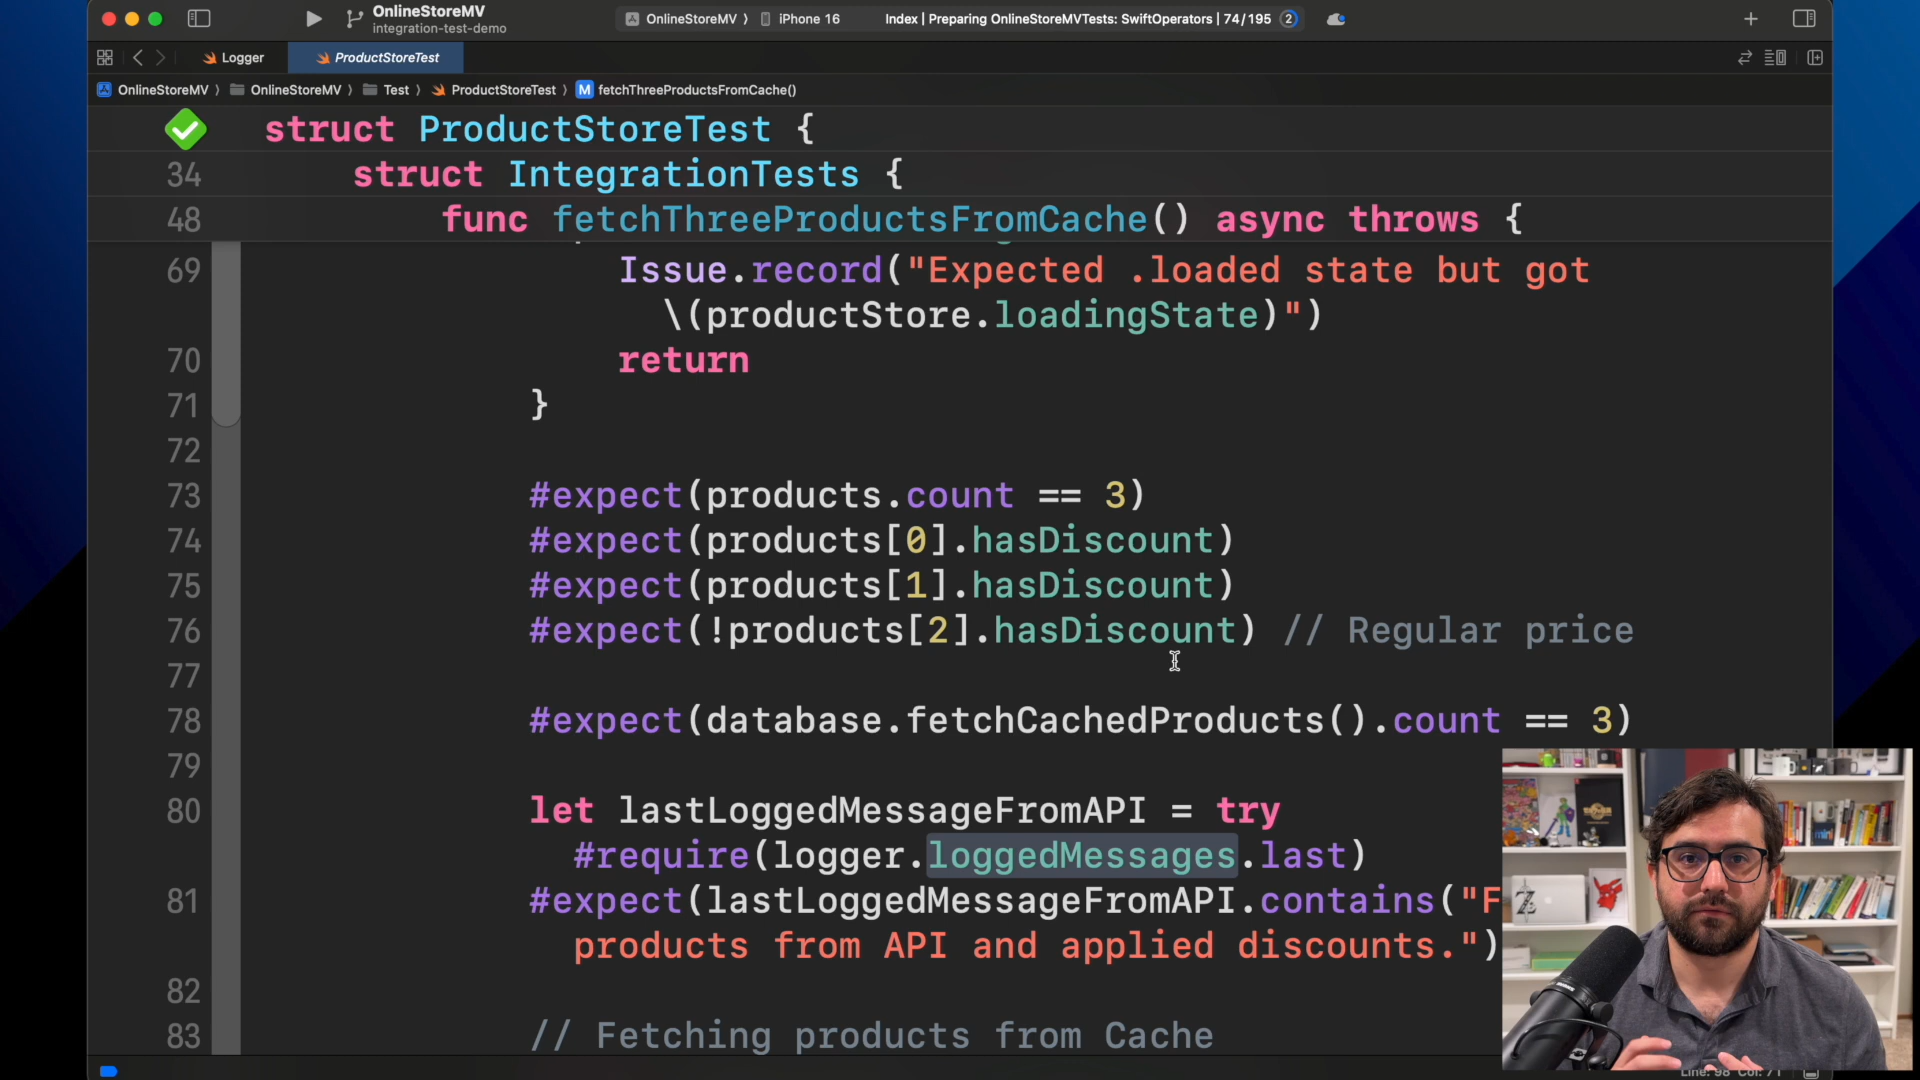 OnlineStoreMV
integration-test-demo
OnlineStoreMV 〉 iPhone 16
Index | Preparing OnlineStoreMVTests: SwiftOperators | 74/195 2
Logger
ProductStoreTest
OnlineStoreMV 〉 OnlineStoreMV 〉 Test 〉 ProductStoreTest 〉 M fetchThreeProductsFromCache()
struct ProductStoreTest {
34 struct IntegrationTests {
48 func fetchThreeProductsFromCache() async throws {
69 Issue.record("Expected .loaded state but got
\(productStore.loadingState)")
70 return
71 }
72
73 #expect(products.count == 3)
74 #expect(products[0].hasDiscount)
75 #expect(products[1].hasDiscount)
76 #expect(!products[2].hasDiscount) // Regular price
77
78 #expect(database.fetchCachedProducts().count == 3)
79
80 let lastLoggedMessageFromAPI = try
#require(logger.loggedMessages.last)
81 #expect(lastLoggedMessageFromAPI.contains("F
products from API and applied discounts.")
82
83 // Fetching products from Cache
Line: 98 Col: 71